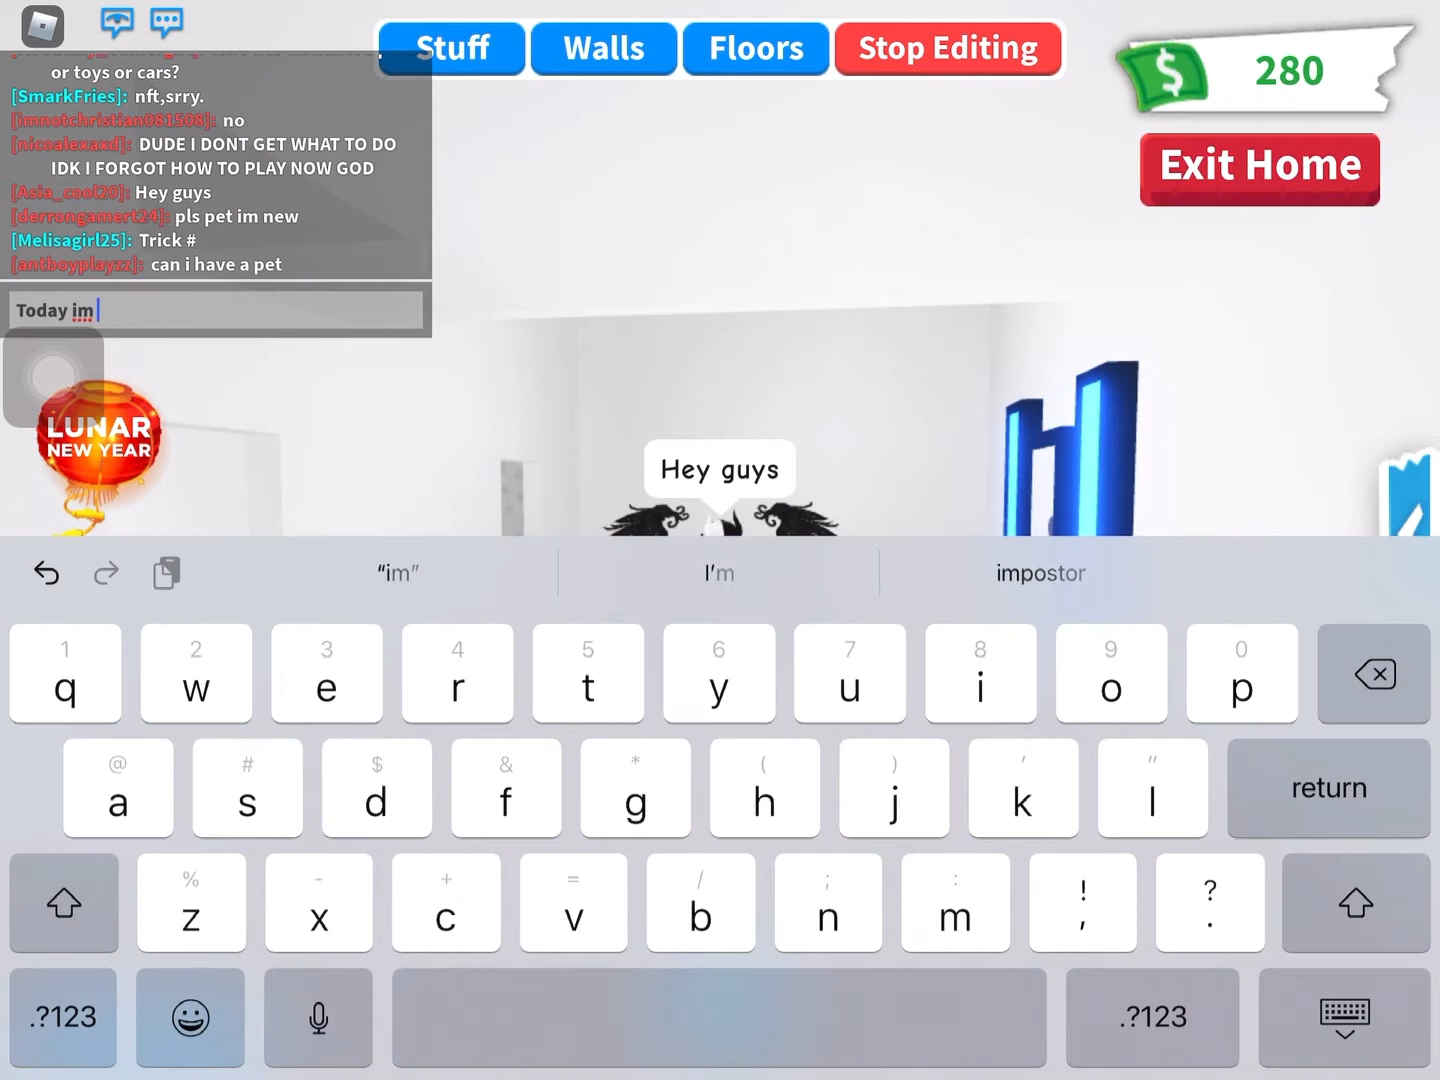 Stuff
Walls
Floors
Stop Editing
280
Exit Home
or toys or cars?
[SmarkFries]: nft,srry.
[imnotchristian081508]: no
[nicoalexaxd]: DUDE I DONT GET WHAT TO DO
IDK I FORGOT HOW TO PLAY NOW GOD
[Asia_cool20]: Hey guys
[derrongamert24]: pls pet im new
[Melisagirl25]: Trick #
[antboyplayzz]: can i have a pet
Today im
LUNAR
NEW YEAR
Hey guys
“im”
I’m
impostor
1 2 3 4 5 6 7 8 9 0
q w e r t y u i o p
@ # $ & * ( ) ' "
a s d f g h j k l return
% - + = / ; : ! ?
z x c v b n m , .
.?123 .?123